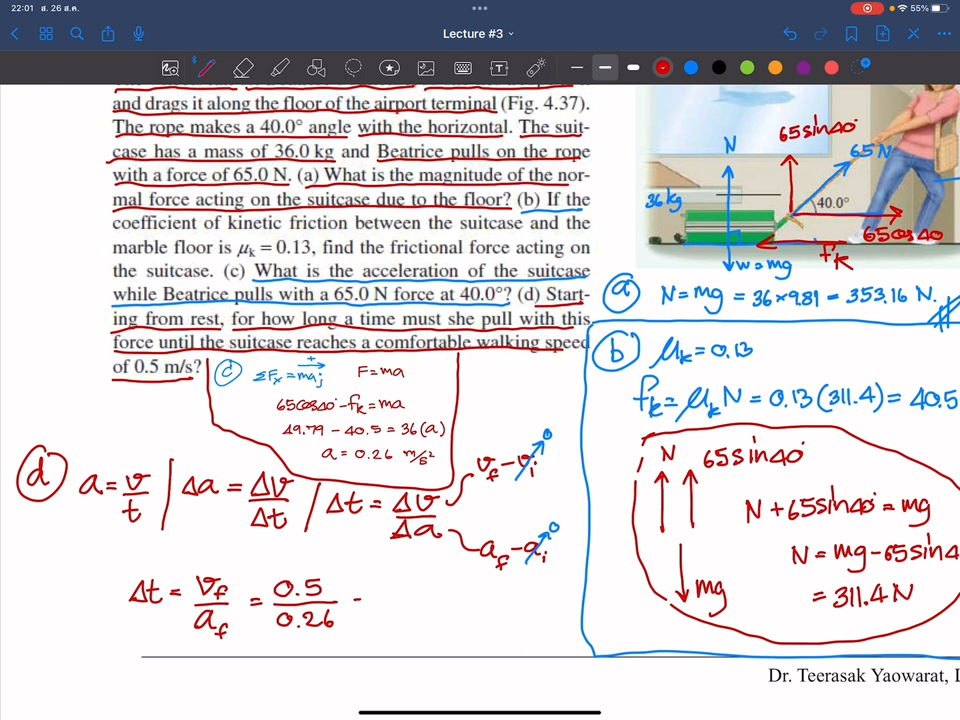 22:01 ส. 26 ส.ค.
55%
Lecture #3
and drags it along the floor of the airport terminal (Fig. 4.37).
The rope makes a 40.0° angle with the horizontal. The suit-
case has a mass of 36.0 kg and Beatrice pulls on the rope
with a force of 65.0 N. (a) What is the magnitude of the nor-
mal force acting on the suitcase due to the floor? (b) If the
coefficient of kinetic friction between the suitcase and the
marble floor is μk = 0.13, find the frictional force acting on
the suitcase. (c) What is the acceleration of the suitcase
while Beatrice pulls with a 65.0 N force at 40.0°? (d) Start-
ing from rest, for how long a time must she pull with this
force until the suitcase reaches a comfortable walking speed
of 0.5 m/s?
N
65sin40°
65N
36 kg
40.0°
65cos40
w=mg
fk
(a) N=mg = 36×9.81 = 353.16 N.
(b) μk=0.13
fk=μkN = 0.13(311.4) = 40.5
N 65sin40°
N+65sin40°=mg
N=mg-65sin4
mg
=311.4N
ΣFx=ma, F=ma
65cos40°-fk=ma
49.79 - 40.5 = 36(a)
a = 0.26 m/s²
(d) a = v/t | Δa = Δv/Δt / Δt = Δv/Δa
vf-vi 0
af-ai 0
Δt = vf/af = 0.5/0.26 -
Dr. Teerasak Yaowarat,